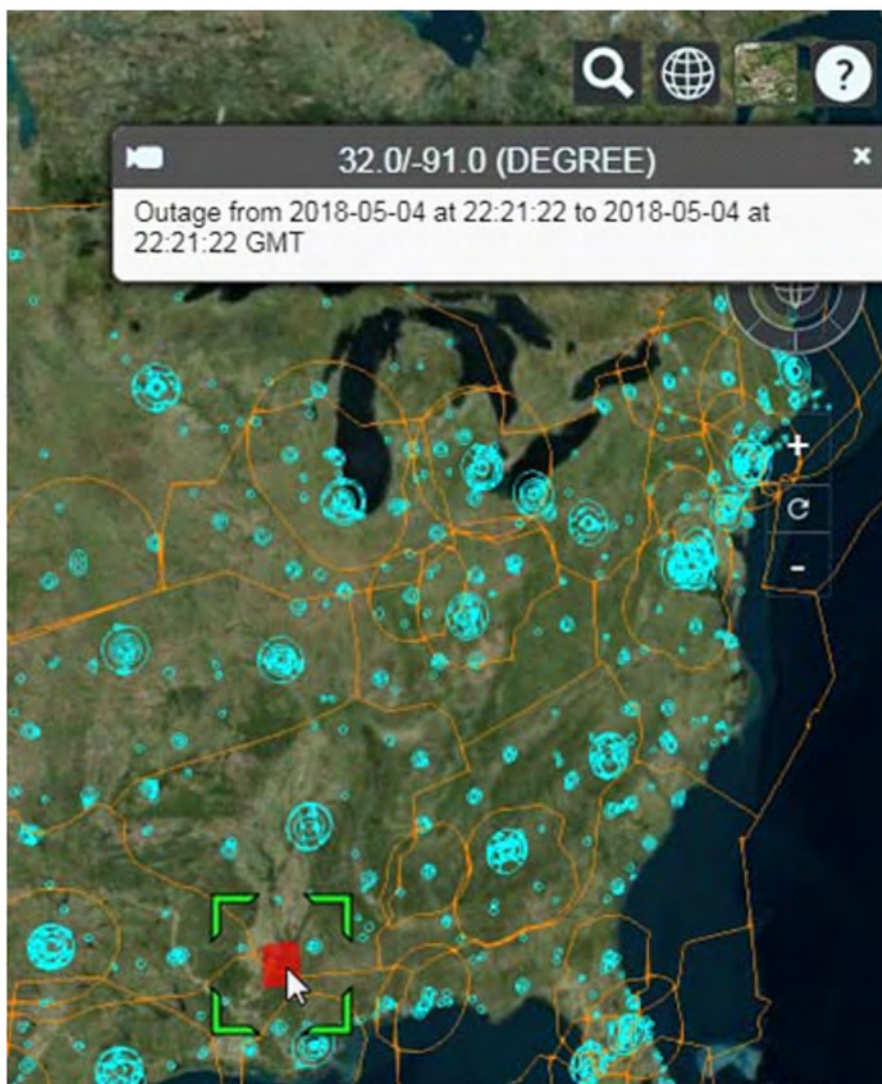 ?
32.0/-91.0 (DEGREE)
Outage from 2018-05-04 at 22:21:22 to 2018-05-04 at
22:21:22 GMT
+
-